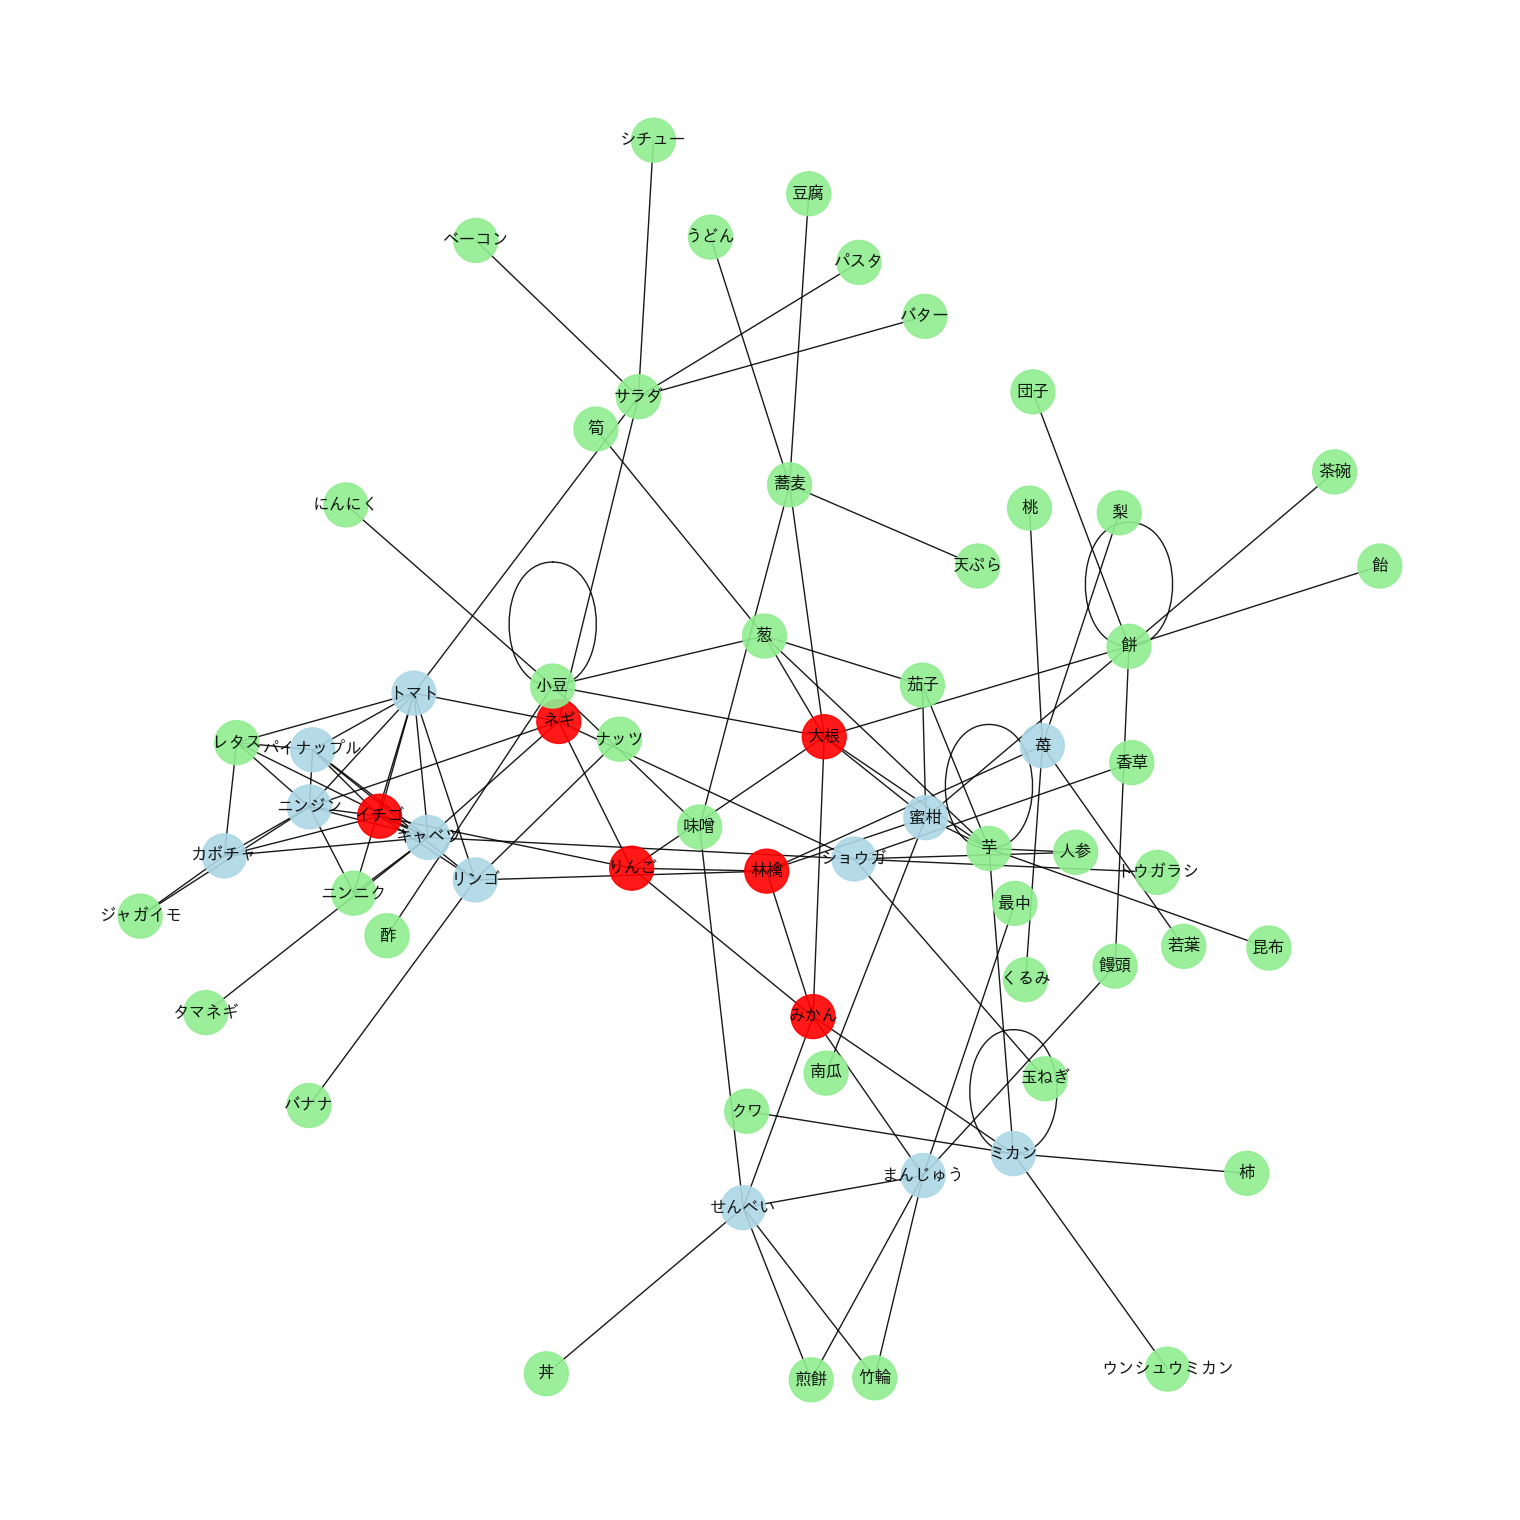 シチュー
豆腐
うどん
ベーコン
パスタ
バター
団子
サラダ
筍
茶碗
蕎麦
にんにく
桃
梨
天ぷら
飴
葱
餅
茄子
小豆
トマト
ネギ
大根
ナッツ
レタス
パイナップル
苺
香草
ニンジン
イチゴ
蜜柑
味噌
キャベツ
芋
人参
カボチャ
ショウガ
りんご
林檎
トウガラシ
リンゴ
ニンニク
最中
ジャガイモ
酢
若葉
昆布
饅頭
くるみ
タマネギ
みかん
南瓜
玉ねぎ
バナナ
クワ
ミカン
まんじゅう
柿
せんべい
ウンシュウミカン
丼
煎餅
竹輪